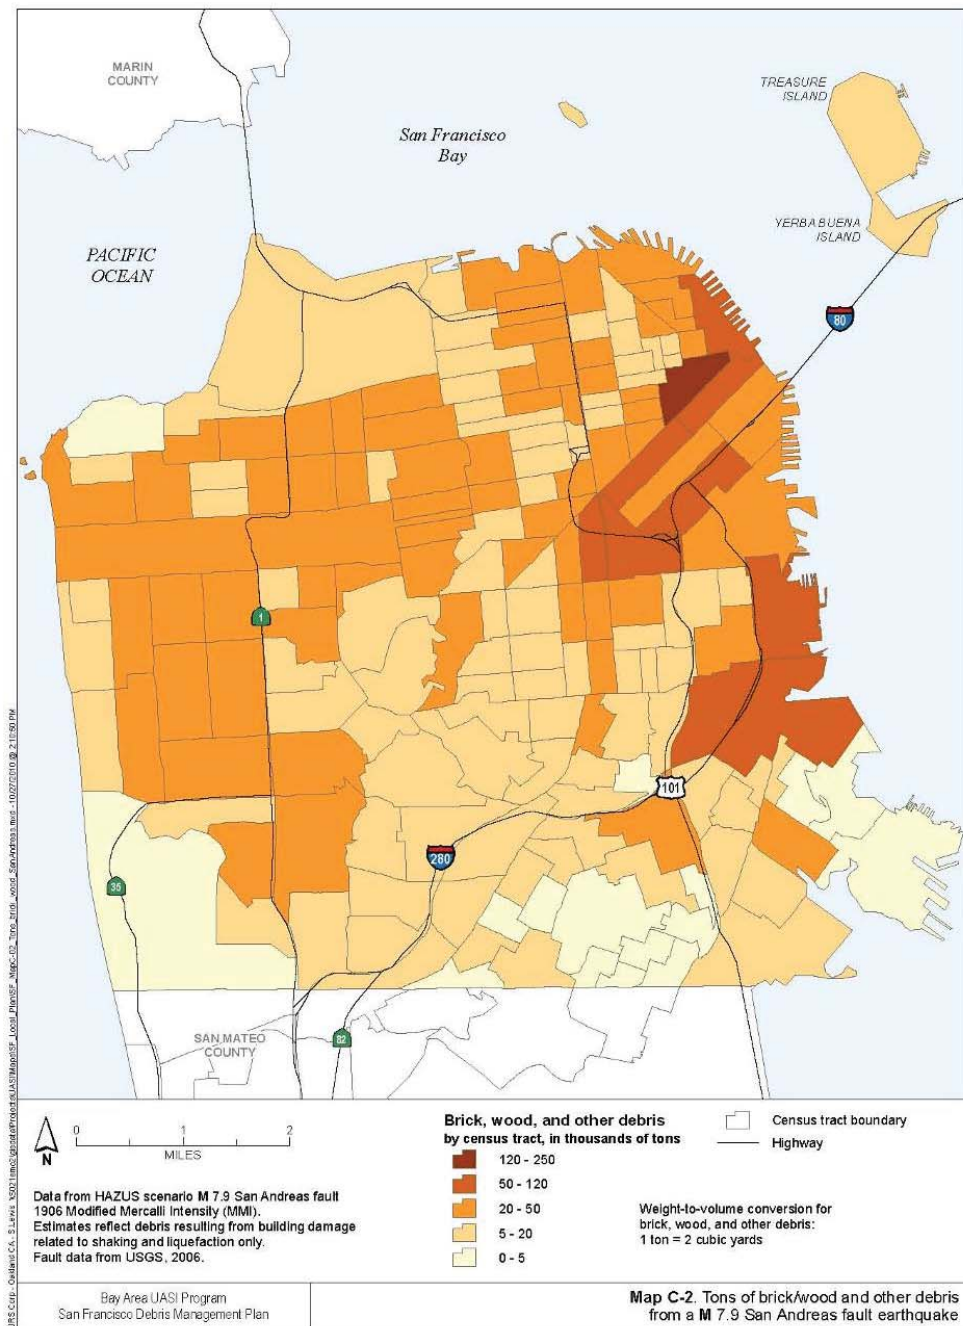 MARIN
COUNTY
TREASURE
ISLAND
San Francisco
Bay
YERBA BUENA
ISLAND
PACIFIC
OCEAN
80
1
101
280
35
SAN MATEO
COUNTY
82
N
0 1 2
MILES
Data from HAZUS scenario M 7.9 San Andreas fault
1906 Modified Mercalli Intensity (MMI).
Estimates reflect debris resulting from building damage
related to shaking and liquefaction only.
Fault data from USGS, 2006.
Brick, wood, and other debris
by census tract, in thousands of tons
120 - 250
50 - 120
20 - 50
5 - 20
0 - 5
Census tract boundary
Highway
Weight-to-volume conversion for
brick, wood, and other debris:
1 ton = 2 cubic yards
Bay Area UASI Program
San Francisco Debris Management Plan
Map C-2. Tons of brick/wood and other debris
from a M 7.9 San Andreas fault earthquake